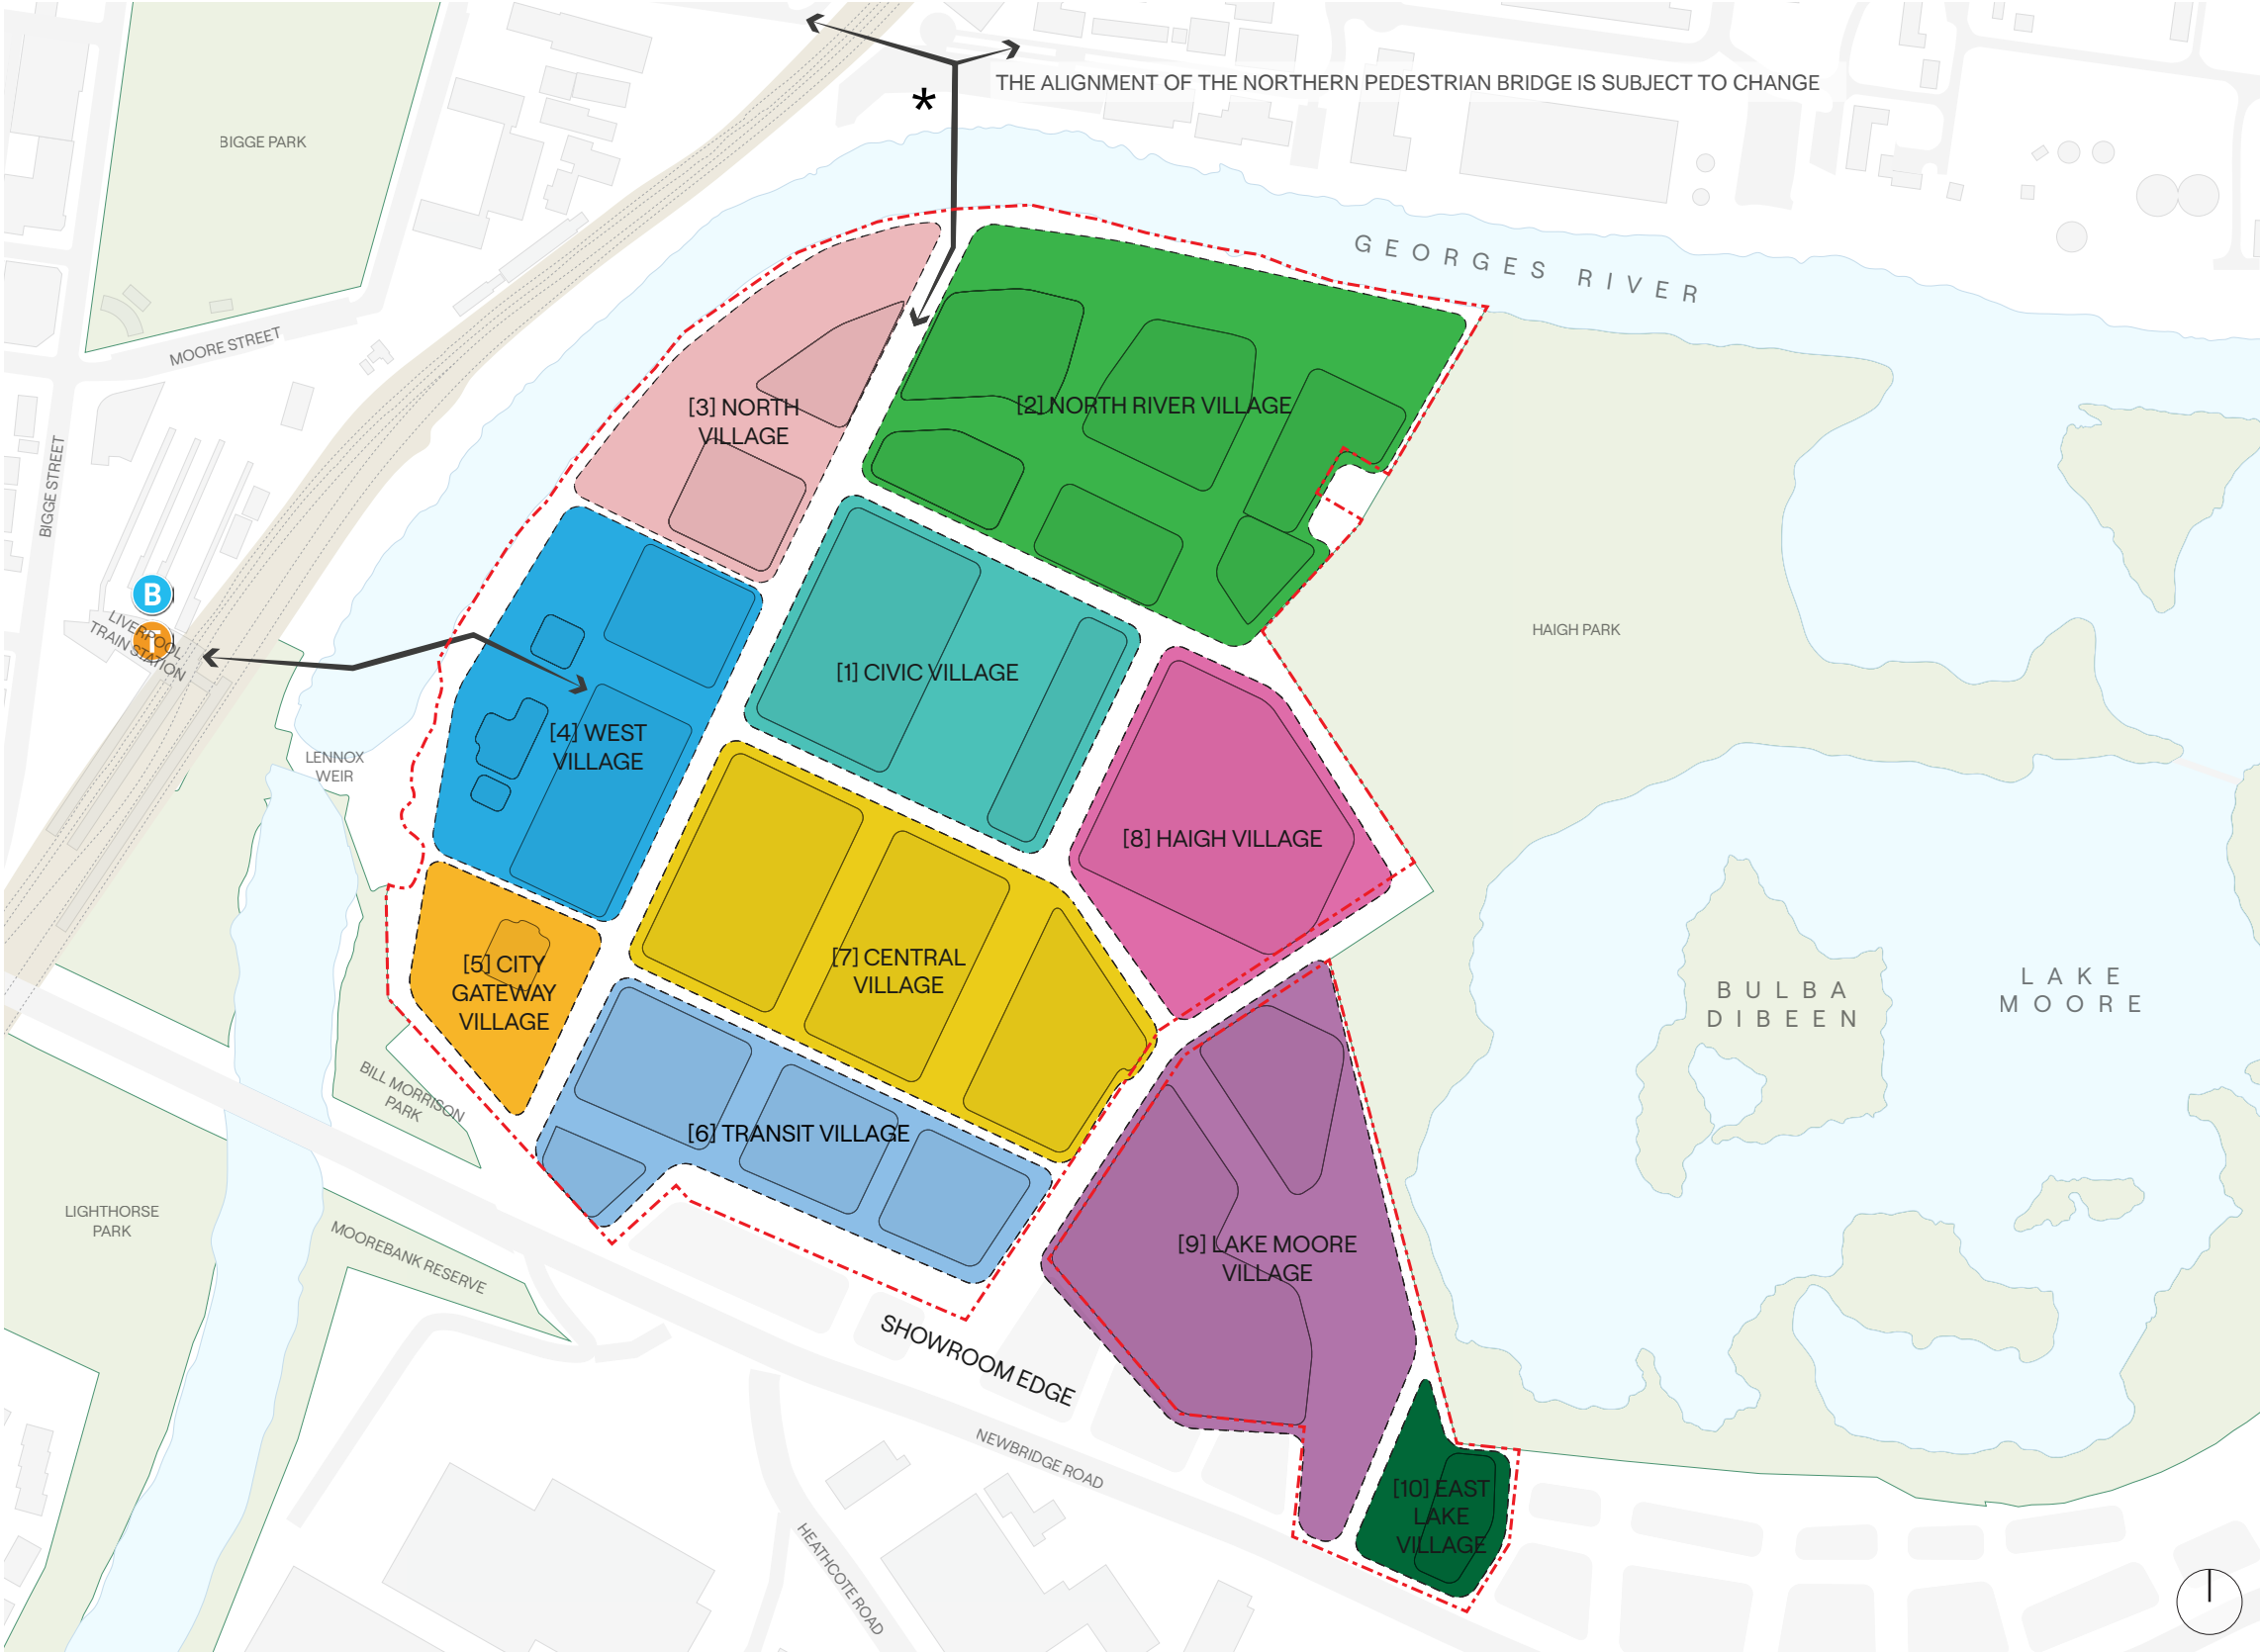 THE ALIGNMENT OF THE NORTHERN PEDESTRIAN BRIDGE IS SUBJECT TO CHANGE
*
BIGGE PARK
GEORGES RIVER
MOORE STREET
[3] NORTH
VILLAGE
[2] NORTH RIVER VILLAGE
BIGGE STREET
B
T
LIVERPOOL
TRAIN STATION
HAIGH PARK
[1] CIVIC VILLAGE
[4] WEST
VILLAGE
LENNOX
WEIR
[8] HAIGH VILLAGE
[7] CENTRAL
VILLAGE
[5] CITY
GATEWAY
VILLAGE
BULBA
DIBEEN
LAKE
MOORE
BILL MORRISON
PARK
[6] TRANSIT VILLAGE
LIGHTHORSE
PARK
MOOREBANK RESERVE
[9] LAKE MOORE
VILLAGE
SHOWROOM EDGE
NEWBRIDGE ROAD
HEATHCOTE ROAD
[10] EAST
LAKE
VILLAGE